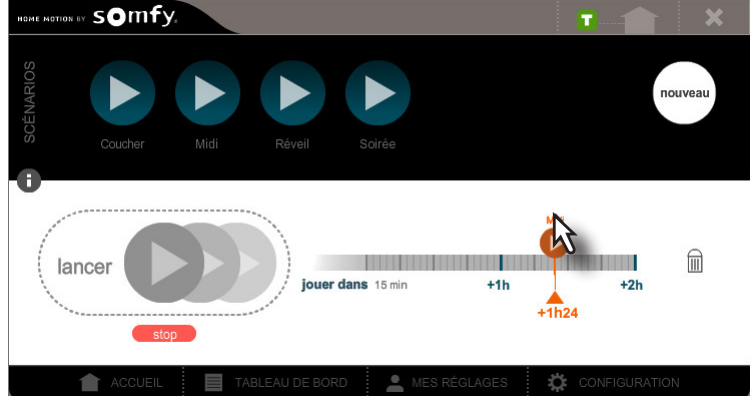 HOME MOTION BY somfy.
T
SCÉNARIOS
nouveau
Coucher Midi Réveil Soirée
i
lancer
jouer dans 15 min +1h +2h
+1h24
stop
ACCUEIL TABLEAU DE BORD MES RÉGLAGES CONFIGURATION